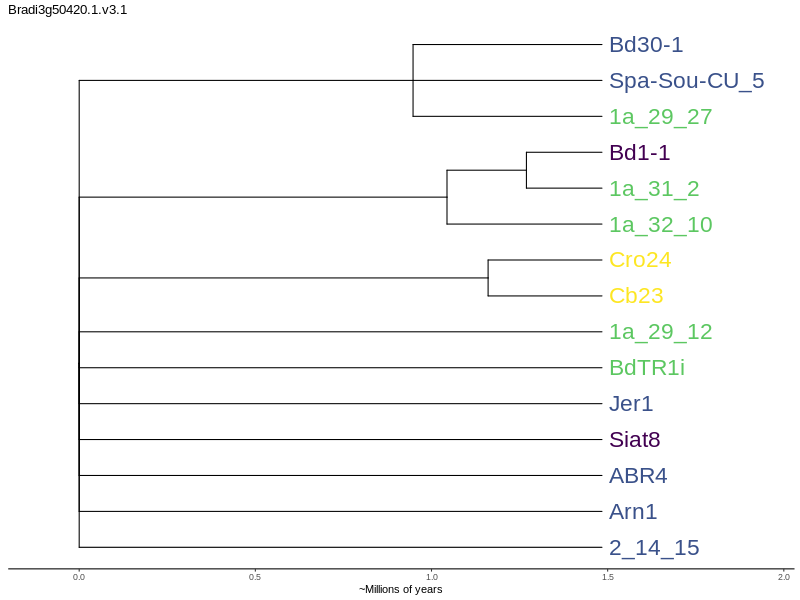 Bradi3g50420.1.v3.1
Bd30-1
Spa-Sou-CU_5
1a_29_27
Bd1-1
1a_31_2
1a_32_10
Cro24
Cb23
1a_29_12
BdTR1i
Jer1
Siat8
ABR4
Arn1
2_14_15
0.0 0.5 1.0 1.5 2.0
~Millions of years